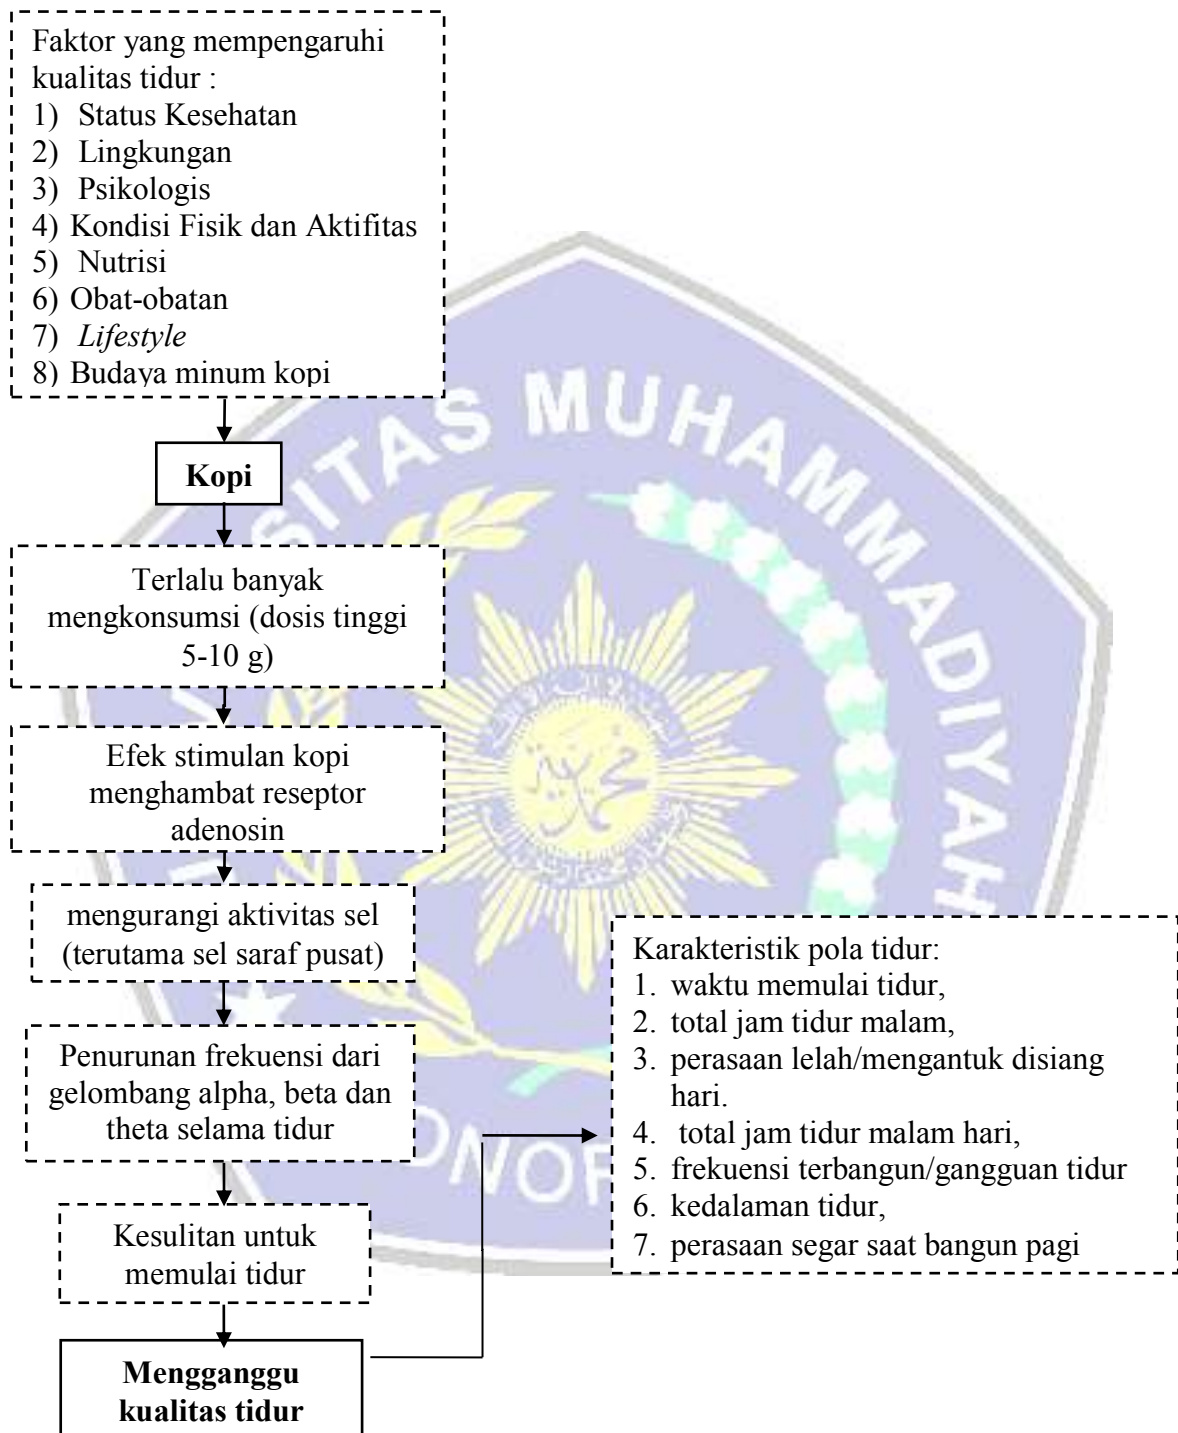 Faktor yang mempengaruhi
kualitas tidur :
1) Status Kesehatan
2) Lingkungan
3) Psikologis
4) Kondisi Fisik dan Aktifitas
5) Nutrisi
6) Obat-obatan
7) Lifestyle
8) Budaya minum kopi
Kopi
Terlalu banyak
mengkonsumsi (dosis tinggi
5-10 g)
Efek stimulan kopi
menghambat reseptor
adenosin
mengurangi aktivitas sel
(terutama sel saraf pusat)
Penurunan frekuensi dari
gelombang alpha, beta dan
theta selama tidur
Kesulitan untuk
memulai tidur
Mengganggu
kualitas tidur
Karakteristik pola tidur:
1. waktu memulai tidur,
2. total jam tidur malam,
3. perasaan lelah/mengantuk disiang
hari.
4. total jam tidur malam hari,
5. frekuensi terbangun/gangguan tidur
6. kedalaman tidur,
7. perasaan segar saat bangun pagi
SITAS MUHAMMADIYAH